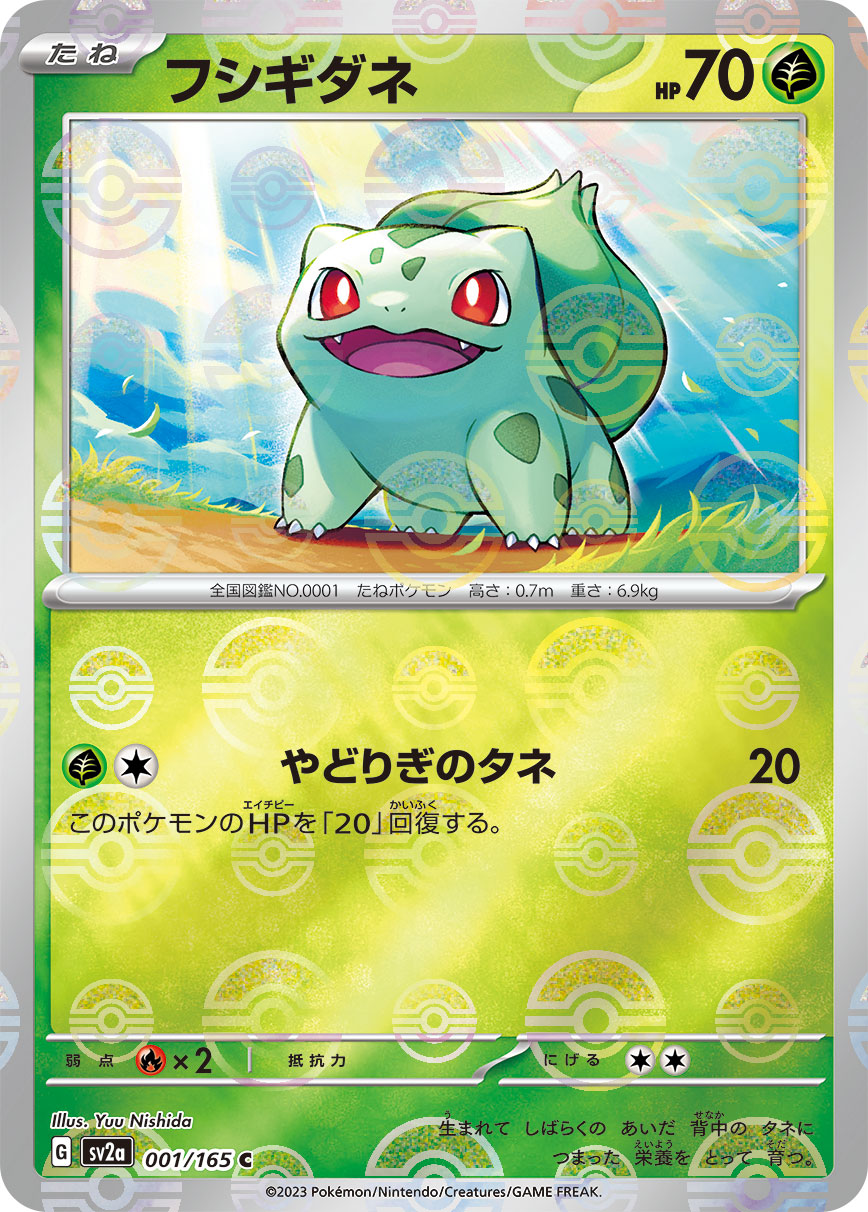 たね
フシギダネ
HP70
全国図鑑NO.0001 たねポケモン 高さ:0.7m 重さ:6.9kg
やどりぎのタネ 20
エイチピー かいふく
このポケモンのHPを「20」回復する。
弱点 ×2 抵抗力 にげる
Illus. Yuu Nishida
G sv2a 001/165 C
う せなか
生まれて しばらくの あいだ 背中の タネに
えいよう そだ
つまった 栄養を とって 育つ。
©2023 Pokémon/Nintendo/Creatures/GAME FREAK.